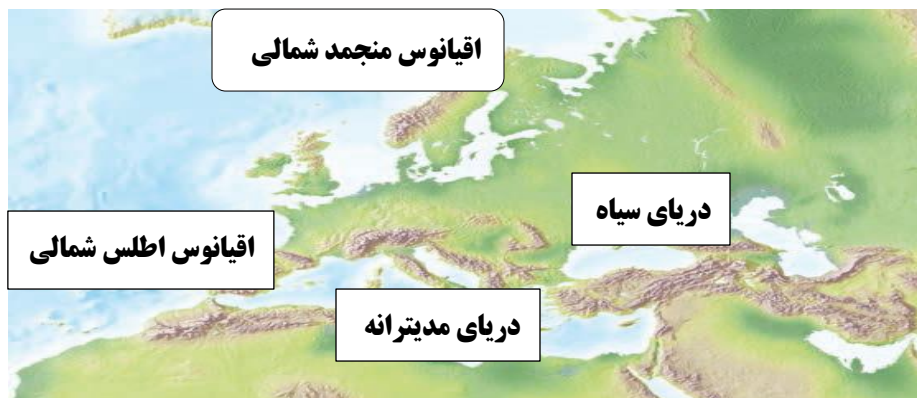 اقیانوس منجمد شمالی
دریای سیاه
اقیانوس اطلس شمالی
دریای مدیترانه